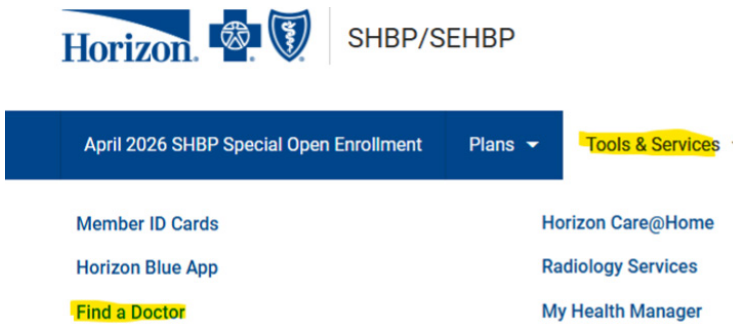 Horizon. SHBP/SEHBP
April 2026 SHBP Special Open Enrollment Plans Tools & Services
Member ID Cards
Horizon Care@Home
Horizon Blue App
Radiology Services
Find a Doctor
My Health Manager